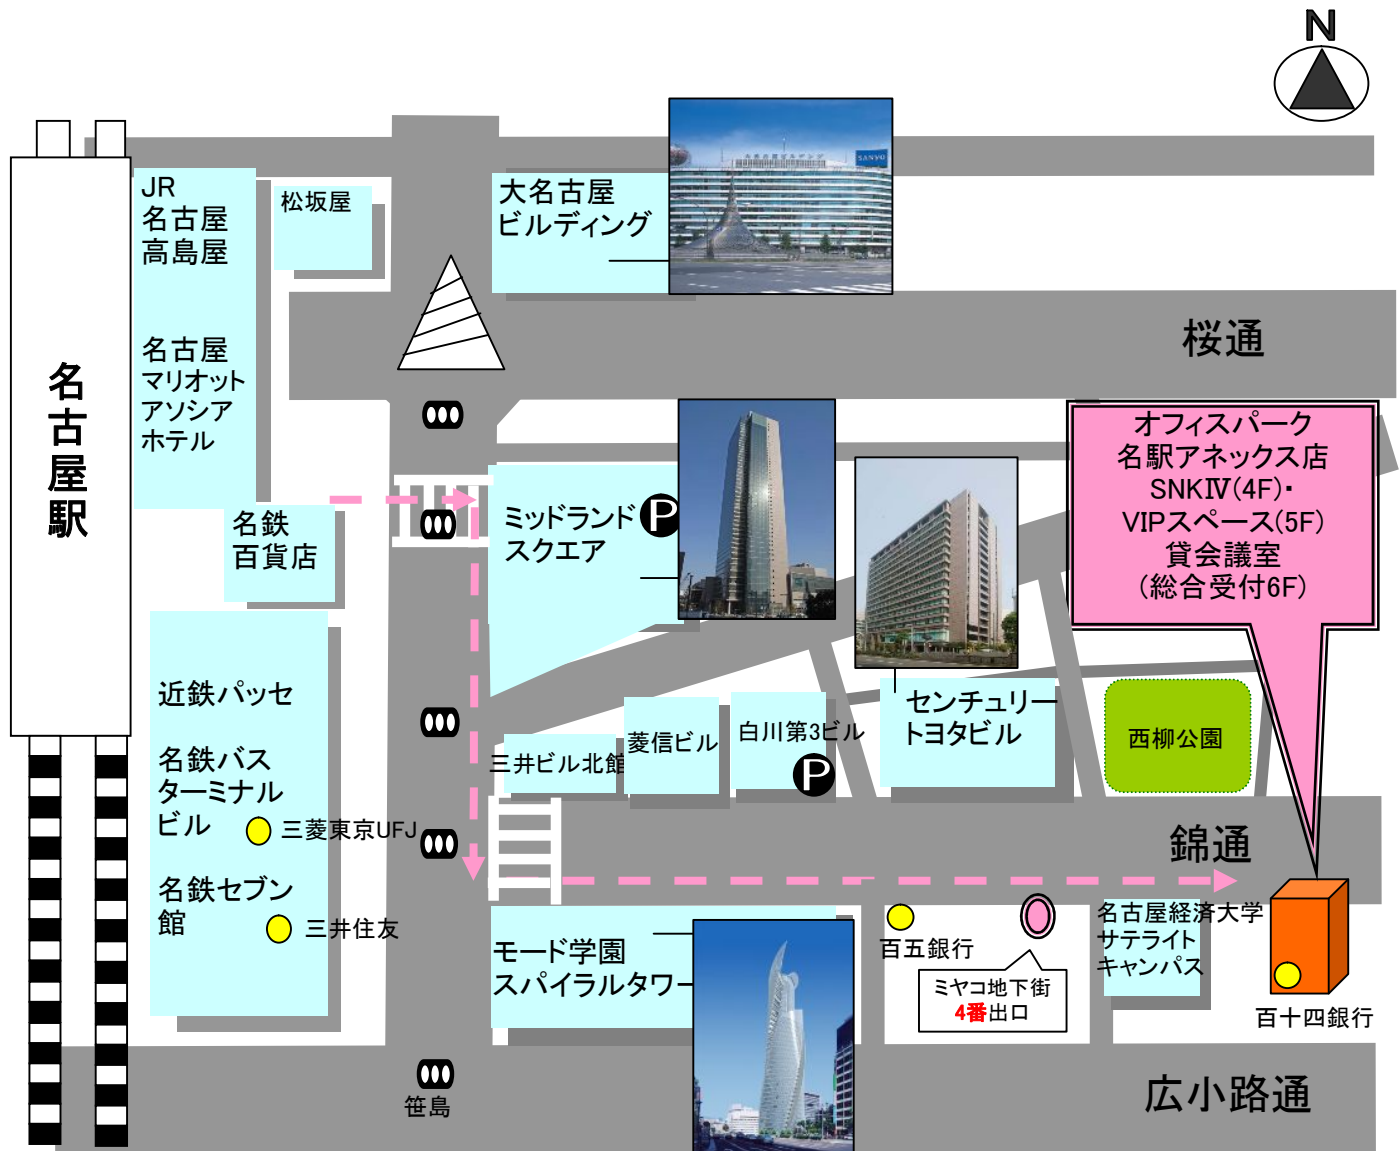 N
JR
名古屋
高島屋
松坂屋
大名古屋
ビルディング
SANYO
名古屋
マリオット
アソシア
ホテル
桜通
名古屋駅
名鉄
百貨店
ミッドランド
スクエア
P
オフィスパーク
名駅アネックス店
SNKⅣ(4F)・
VIPスペース(5F)
貸会議室
(総合受付6F)
近鉄パッセ
名鉄バス
ターミナル
ビル
三菱東京UFJ
名鉄セブン
館
三井住友
三井ビル北館
菱信ビル
白川第3ビル
P
センチュリー
トヨタビル
西柳公園
錦通
モード学園
スパイラルタワー
百五銀行
ミヤコ地下街
4番出口
名古屋経済大学
サテライト
キャンパス
百十四銀行
笹島
広小路通